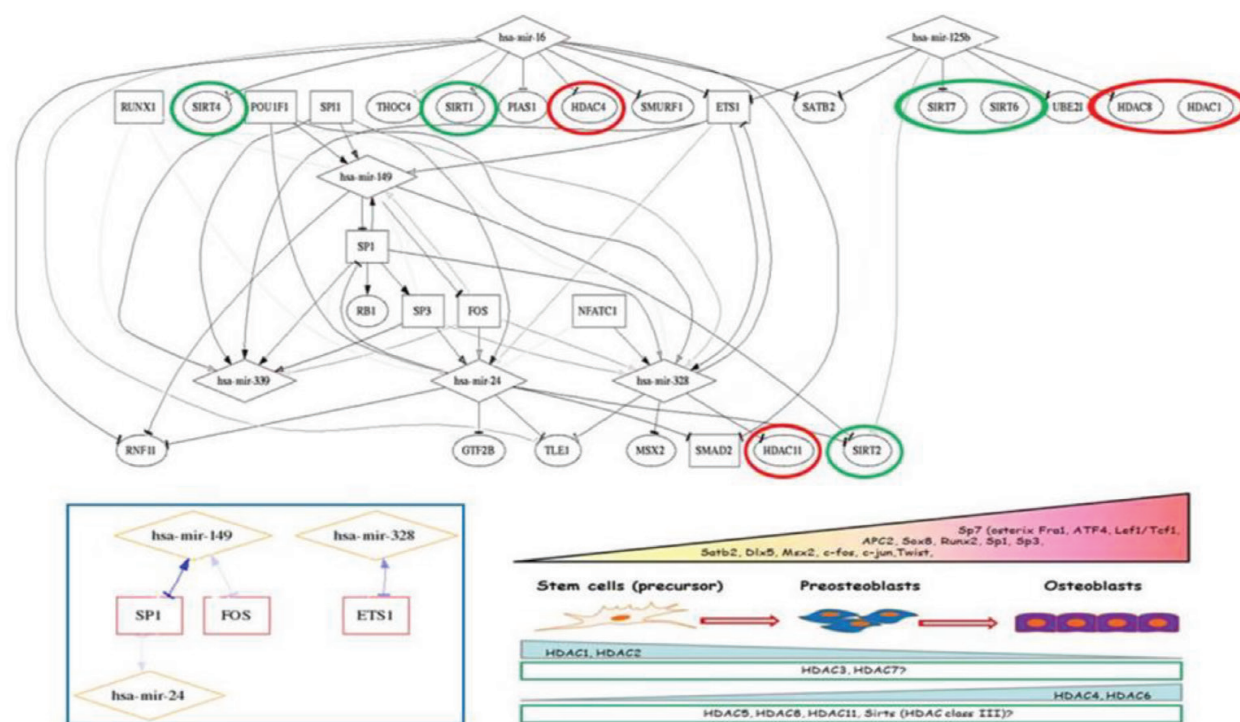 hsa-mir-16
hsa-mir-125b
RUNX1
SIRT4
POU1F1
SPI1
THOC4
SIRT1
PIAS1
HDAC4
SMURF1
ETS1
SATB2
SIRT7
SIRT6
UBE2I
HDAC8
HDAC1
hsa-mir-149
SP1
RB1
SP3
FOS
NFATC1
hsa-mir-339
hsa-mir-24
hsa-mir-328
RNF11
GTF2B
TLE1
MSX2
SMAD2
HDAC11
SIRT2
hsa-mir-149
hsa-mir-328
SP1
FOS
ETS1
hsa-mir-24
Sp7 (osterix Fra1, ATF4, Lef1/Tcf1,
APC2, Sox8, Runx2, Sp1, Sp3,
Satb2, Dlx5, Msx2, c-fos, c-jun,Twist,
Stem cells (precursor)
Preosteoblasts
Osteoblasts
HDAC1, HDAC2
HDAC3, HDAC7?
HDAC4, HDAC6
HDAC5, HDAC8, HDAC11, Sirts (HDAC class III)?